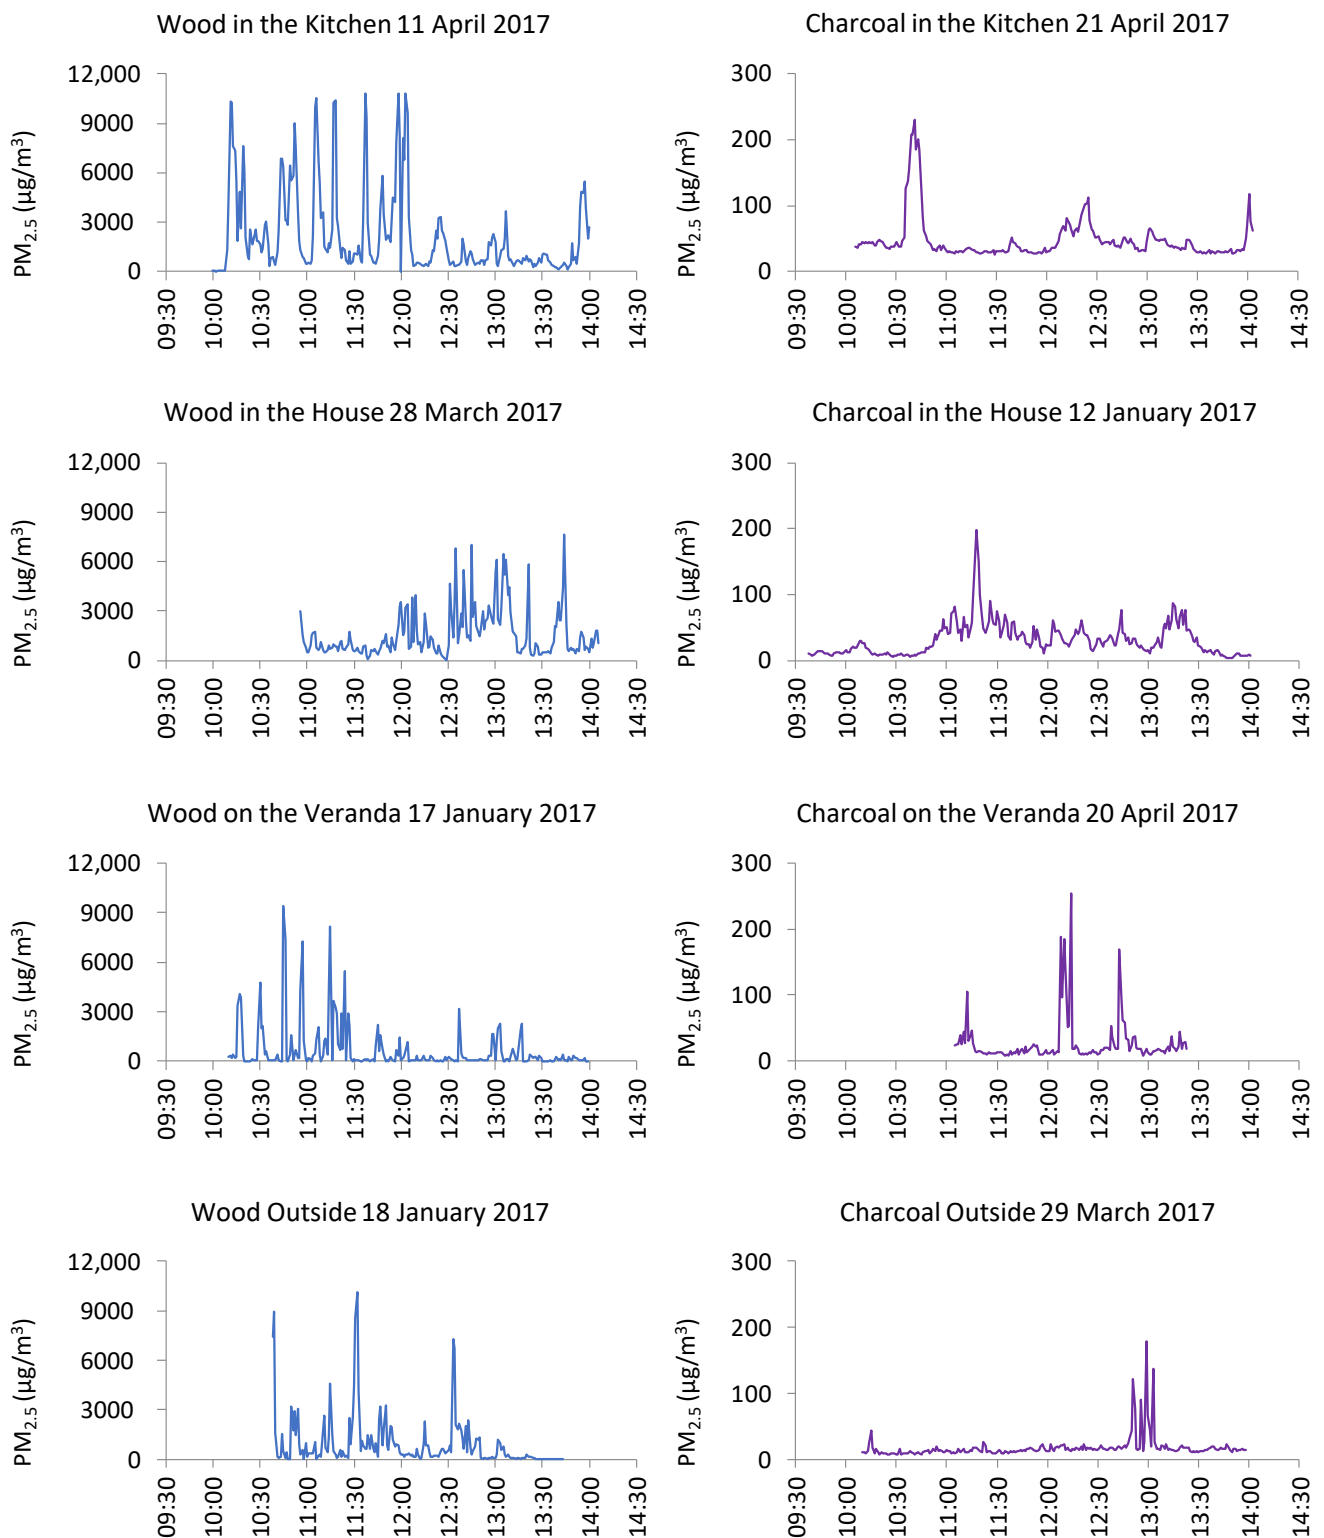 Wood in the Kitchen 11 April 2017
12,000
9000
6000
3000
0
PM2.5 (µg/m³)
09:30 10:00 10:30 11:00 11:30 12:00 12:30 13:00 13:30 14:00 14:30
Charcoal in the Kitchen 21 April 2017
300
200
100
0
PM2.5 (µg/m³)
09:30 10:00 10:30 11:00 11:30 12:00 12:30 13:00 13:30 14:00 14:30
Wood in the House 28 March 2017
12,000
9000
6000
3000
0
PM2.5 (µg/m³)
09:30 10:00 10:30 11:00 11:30 12:00 12:30 13:00 13:30 14:00 14:30
Charcoal in the House 12 January 2017
300
200
100
0
PM2.5 (µg/m³)
09:30 10:00 10:30 11:00 11:30 12:00 12:30 13:00 13:30 14:00 14:30
Wood on the Veranda 17 January 2017
12,000
9000
6000
3000
0
PM2.5 (µg/m³)
09:30 10:00 10:30 11:00 11:30 12:00 12:30 13:00 13:30 14:00 14:30
Charcoal on the Veranda 20 April 2017
300
200
100
0
PM2.5 (µg/m³)
09:30 10:00 10:30 11:00 11:30 12:00 12:30 13:00 13:30 14:00 14:30
Wood Outside 18 January 2017
12,000
9000
6000
3000
0
PM2.5 (µg/m³)
09:30 10:00 10:30 11:00 11:30 12:00 12:30 13:00 13:30 14:00 14:30
Charcoal Outside 29 March 2017
300
200
100
0
PM2.5 (µg/m³)
09:30 10:00 10:30 11:00 11:30 12:00 12:30 13:00 13:30 14:00 14:30